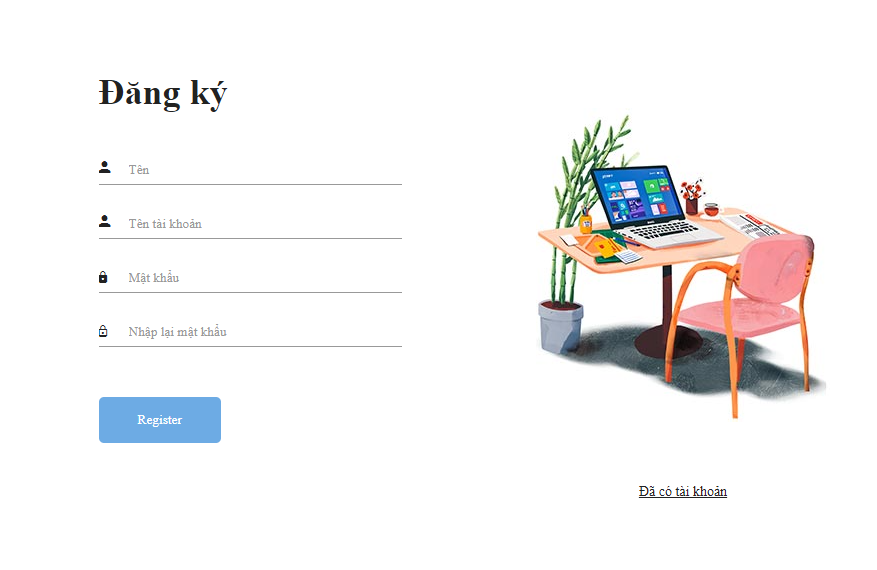 Đăng ký
Tên
Tên tài khoản
Mật khẩu
Nhập lại mật khẩu
Register
Đã có tài khoản